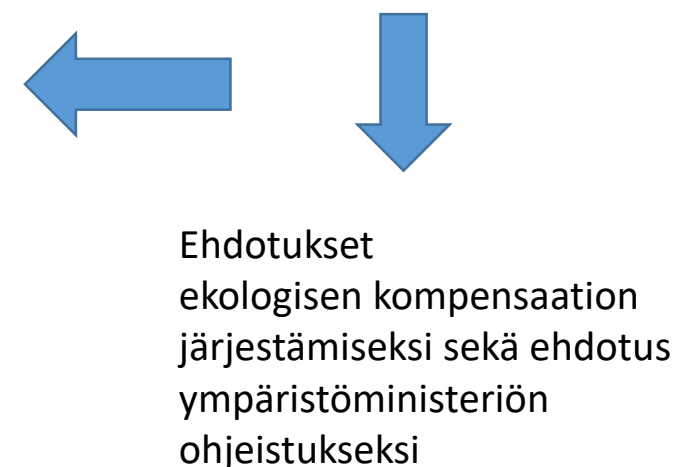 Ehdotukset
ekologisen kompensaation
järjestämiseksi sekä ehdotus
ympäristöministeriön
ohjeistukseksi